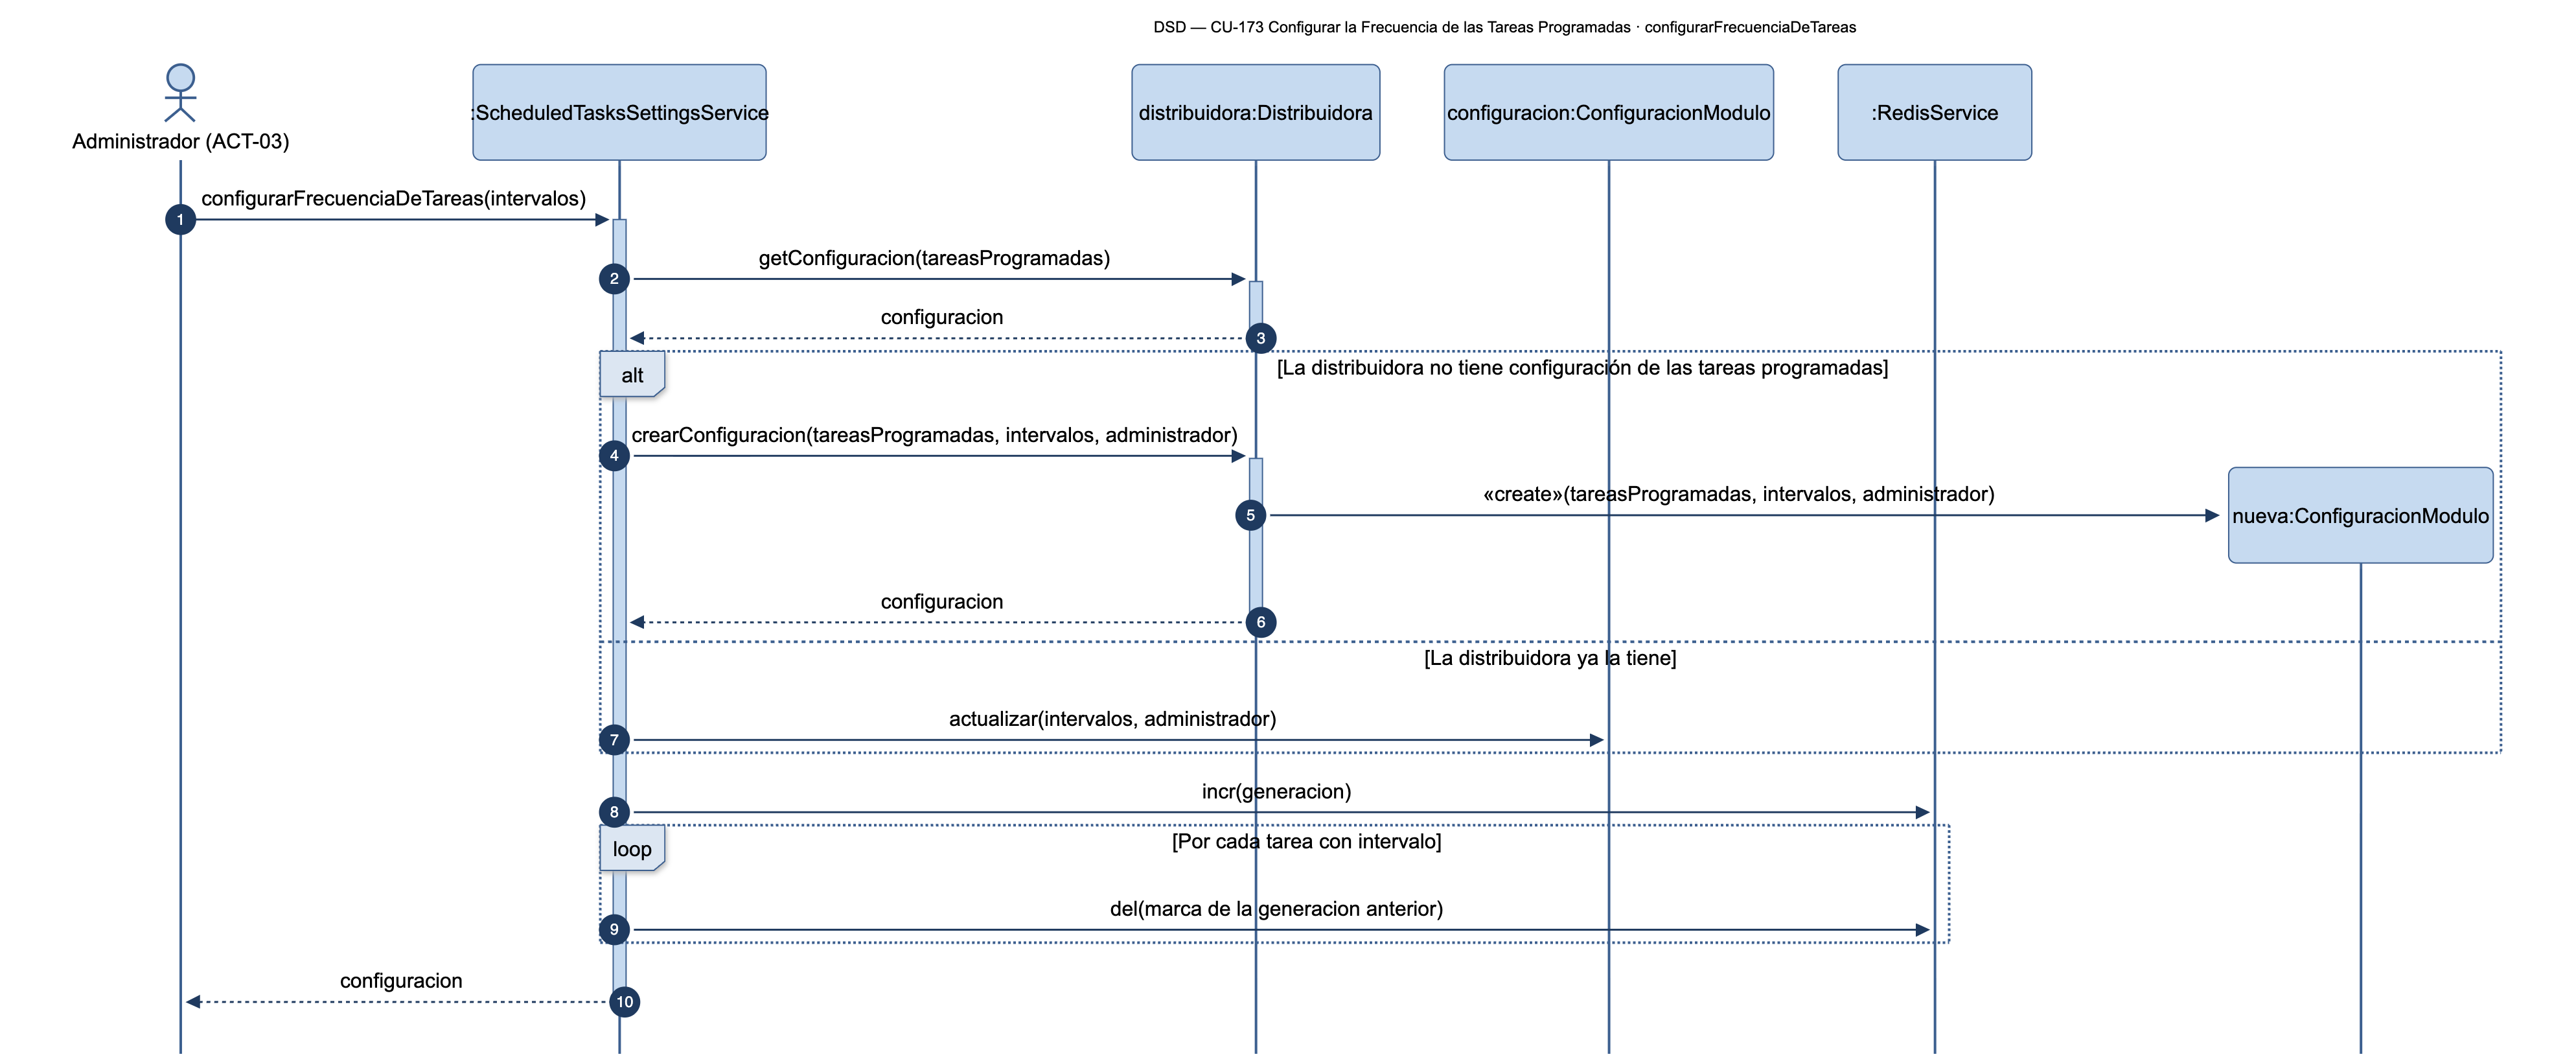 DSD — CU-173 Configurar la Frecuencia de las Tareas Programadas · configurarFrecuenciaDeTareas
Administrador (ACT-03)
:ScheduledTasksSettingsService
distribuidora:Distribuidora
configuracion:ConfiguracionModulo
:RedisService
1
configurarFrecuenciaDeTareas(intervalos)
2
getConfiguracion(tareasProgramadas)
configuracion
3
alt
[La distribuidora no tiene configuración de las tareas programadas]
4
crearConfiguracion(tareasProgramadas, intervalos, administrador)
5
«create»(tareasProgramadas, intervalos, administrador)
nueva:ConfiguracionModulo
configuracion
6
[La distribuidora ya la tiene]
7
actualizar(intervalos, administrador)
8
incr(generacion)
loop
[Por cada tarea con intervalo]
9
del(marca de la generacion anterior)
configuracion
10